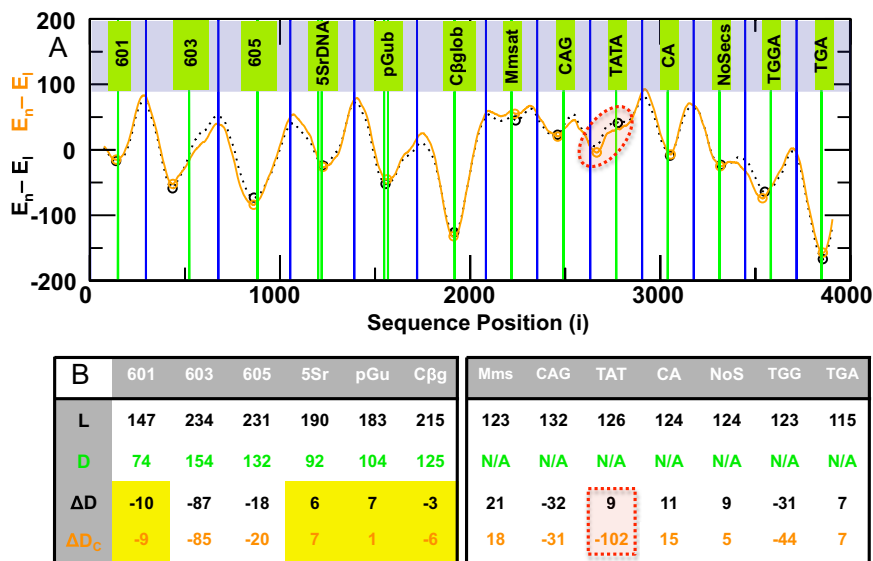 A
200
100
0
-100
-200
En– El
En– El
601
603
605
5SrDNA
pGub
Cβglob
Mmsat
CAG
TATA
CA
NoSecs
TGGA
TGA
0 1000 2000 3000 4000
Sequence Position (i)
B 601 603 605 5Sr pGu Cβg Mms CAG TAT CA NoS TGG TGA
L 147 234 231 190 183 215 123 132 126 124 124 123 115
D 74 154 132 92 104 125 N/A N/A N/A N/A N/A N/A N/A
ΔD -10 -87 -18 6 7 -3 21 -32 9 11 9 -31 7
ΔDC -9 -85 -20 7 1 -6 18 -31 -102 15 5 -44 7